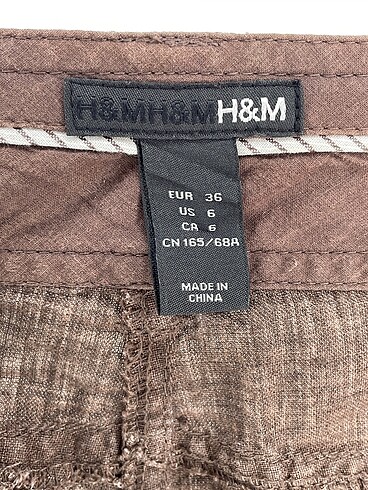 H&MH&MH&M
EUR 36
US 6
CA 6
CN 165/68A
MADE IN
CHINA